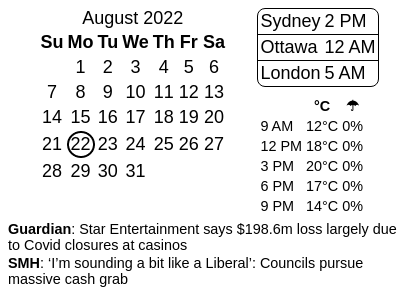 August 2022
Su Mo Tu We Th Fr Sa
1 2 3 4 5 6
7 8 9 10 11 12 13
14 15 16 17 18 19 20
21 22 23 24 25 26 27
28 29 30 31
Sydney 2 PM
Ottawa 12 AM
London 5 AM
°C ☂
9 AM 12°C 0%
12 PM 18°C 0%
3 PM 20°C 0%
6 PM 17°C 0%
9 PM 14°C 0%
Guardian: Star Entertainment says $198.6m loss largely due
to Covid closures at casinos
SMH: ‘I’m sounding a bit like a Liberal’: Councils pursue
massive cash grab